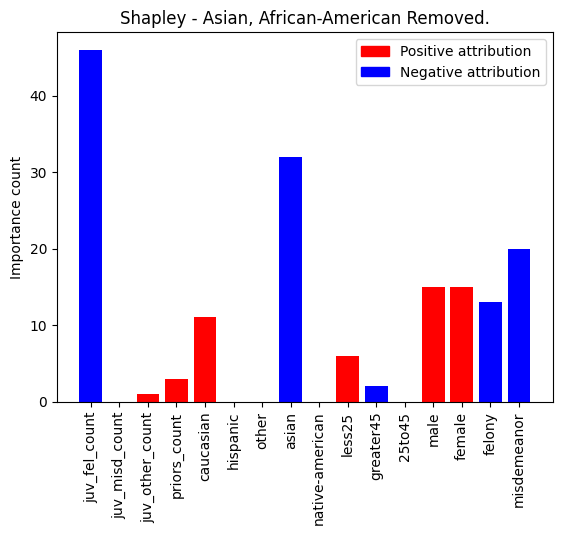 Shapley - Asian, African-American Removed.
Positive attribution
Negative attribution
Importance count
40
30
20
10
0
juv_fel_count
juv_misd_count
juv_other_count
priors_count
caucasian
hispanic
other
asian
native-american
less25
greater45
25to45
male
female
felony
misdemeanor